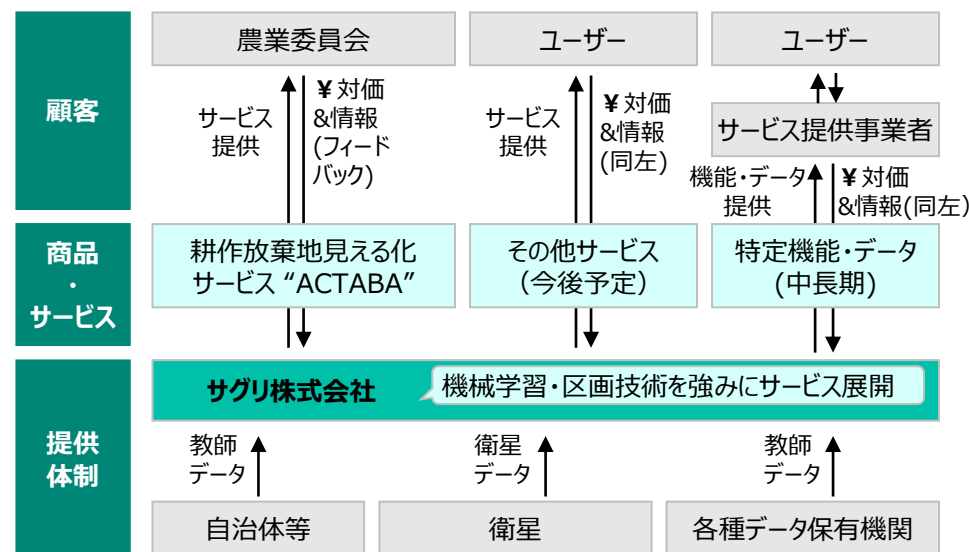 顧客
農業委員会
ユーザー
ユーザー
サービス
提供
¥ 対価
&情報
(フィード
バック)
サービス
提供
¥ 対価
&情報
(同左)
サービス提供事業者
機能・データ
提供
¥ 対価
&情報(同左)
商品
・
サービス
耕作放棄地見える化
サービス “ACTABA”
その他サービス
（今後予定）
特定機能・データ
(中長期)
提供
体制
サグリ株式会社
機械学習・区画技術を強みにサービス展開
教師
データ
衛星
データ
教師
データ
自治体等
衛星
各種データ保有機関